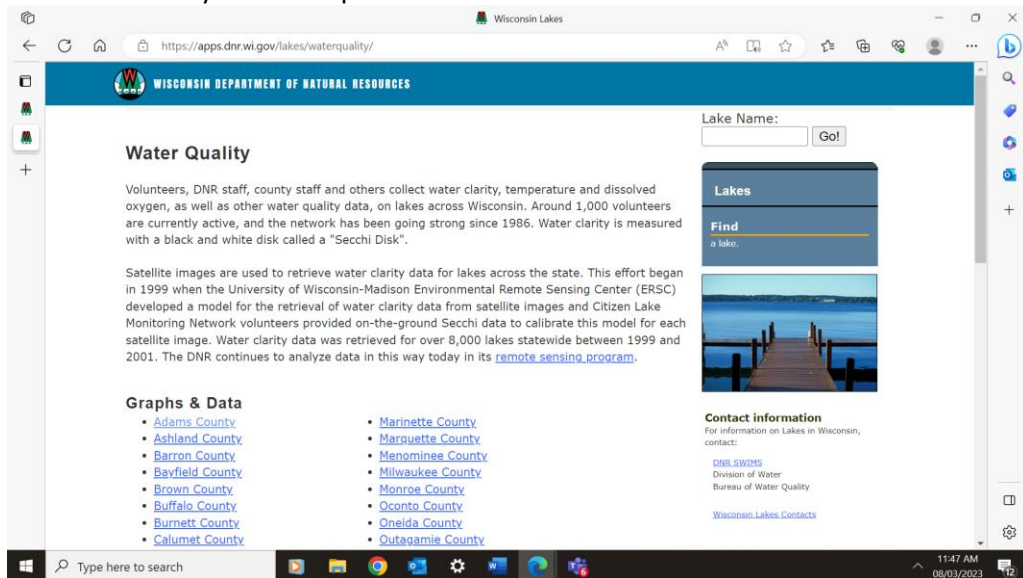 Wisconsin Lakes
https://apps.dnr.wi.gov/lakes/waterquality/
WISCONSIN DEPARTMENT OF NATURAL RESOURCES
Lake Name:
Go!
Water Quality
Volunteers, DNR staff, county staff and others collect water clarity, temperature and dissolved
oxygen, as well as other water quality data, on lakes across Wisconsin. Around 1,000 volunteers
are currently active, and the network has been going strong since 1986. Water clarity is measured
with a black and white disk called a "Secchi Disk".
Satellite images are used to retrieve water clarity data for lakes across the state. This effort began
in 1999 when the University of Wisconsin-Madison Environmental Remote Sensing Center (ERSC)
developed a model for the retrieval of water clarity data from satellite images and Citizen Lake
Monitoring Network volunteers provided on-the-ground Secchi data to calibrate this model for each
satellite image. Water clarity data was retrieved for over 8,000 lakes statewide between 1999 and
2001. The DNR continues to analyze data in this way today in its remote sensing program.
Graphs & Data
• Adams County
• Ashland County
• Barron County
• Bayfield County
• Brown County
• Buffalo County
• Burnett County
• Calumet County
• Marinette County
• Marquette County
• Menominee County
• Milwaukee County
• Monroe County
• Oconto County
• Oneida County
• Outagamie County
Lakes
Find
a lake.
Contact information
For information on Lakes in Wisconsin,
contact:
DNR SWIMS
Division of Water
Bureau of Water Quality
Wisconsin Lakes Contacts
Type here to search
11:47 AM
08/03/2023
12